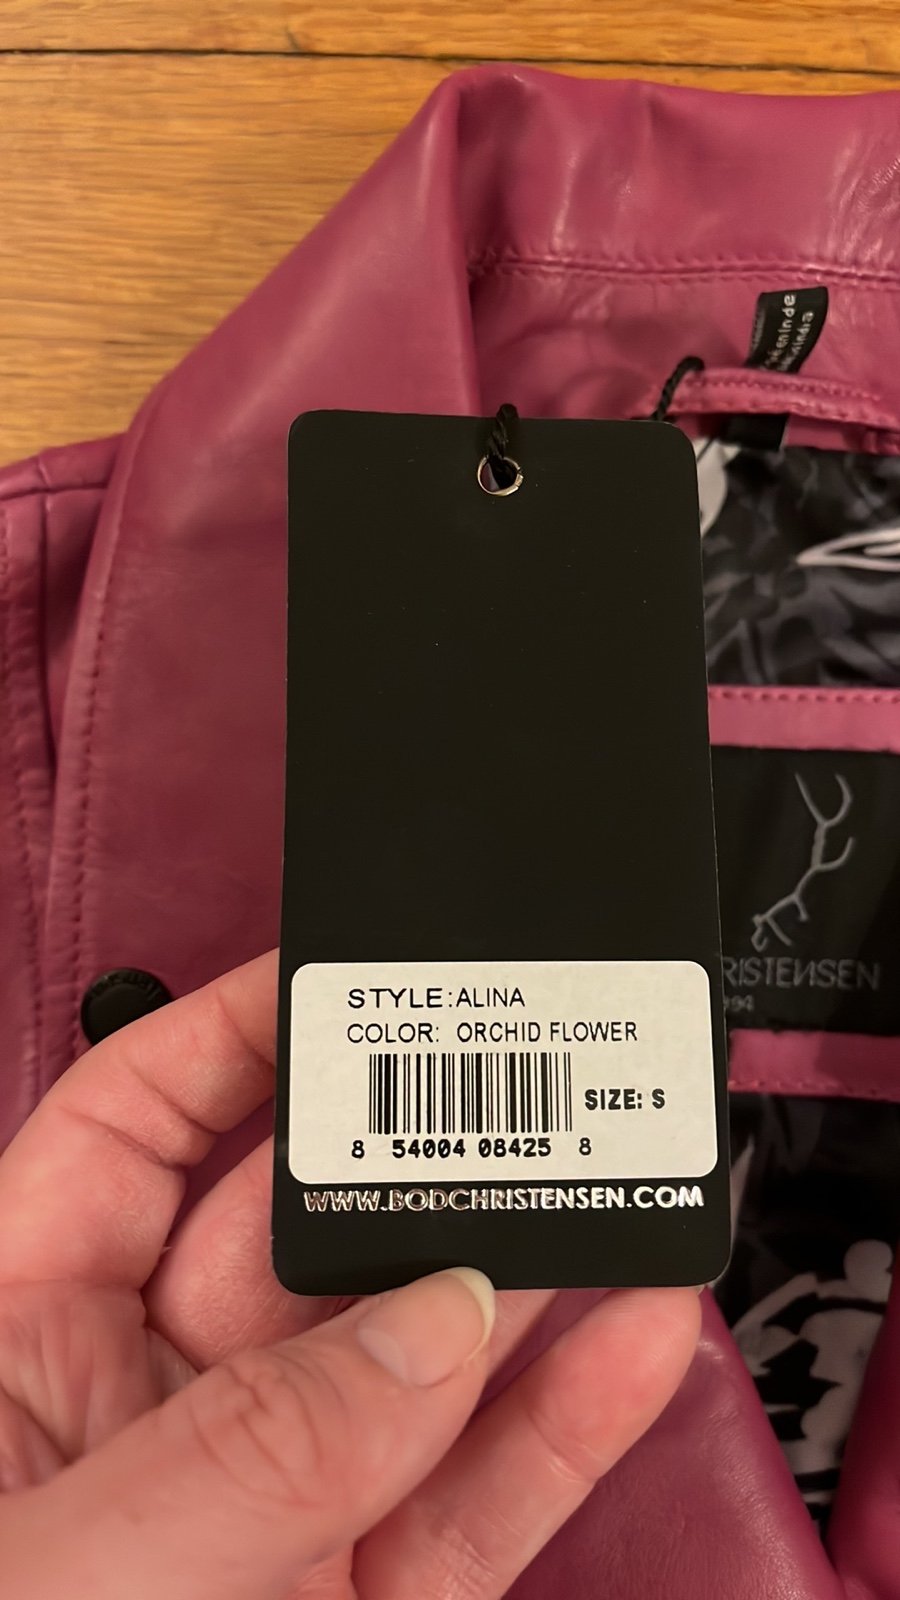 STYLE:ALINA
COLOR: ORCHID FLOWER
SIZE: S
8 54004 08425 8
WWW.BODCHRISTENSEN.COM
RISTENSEN